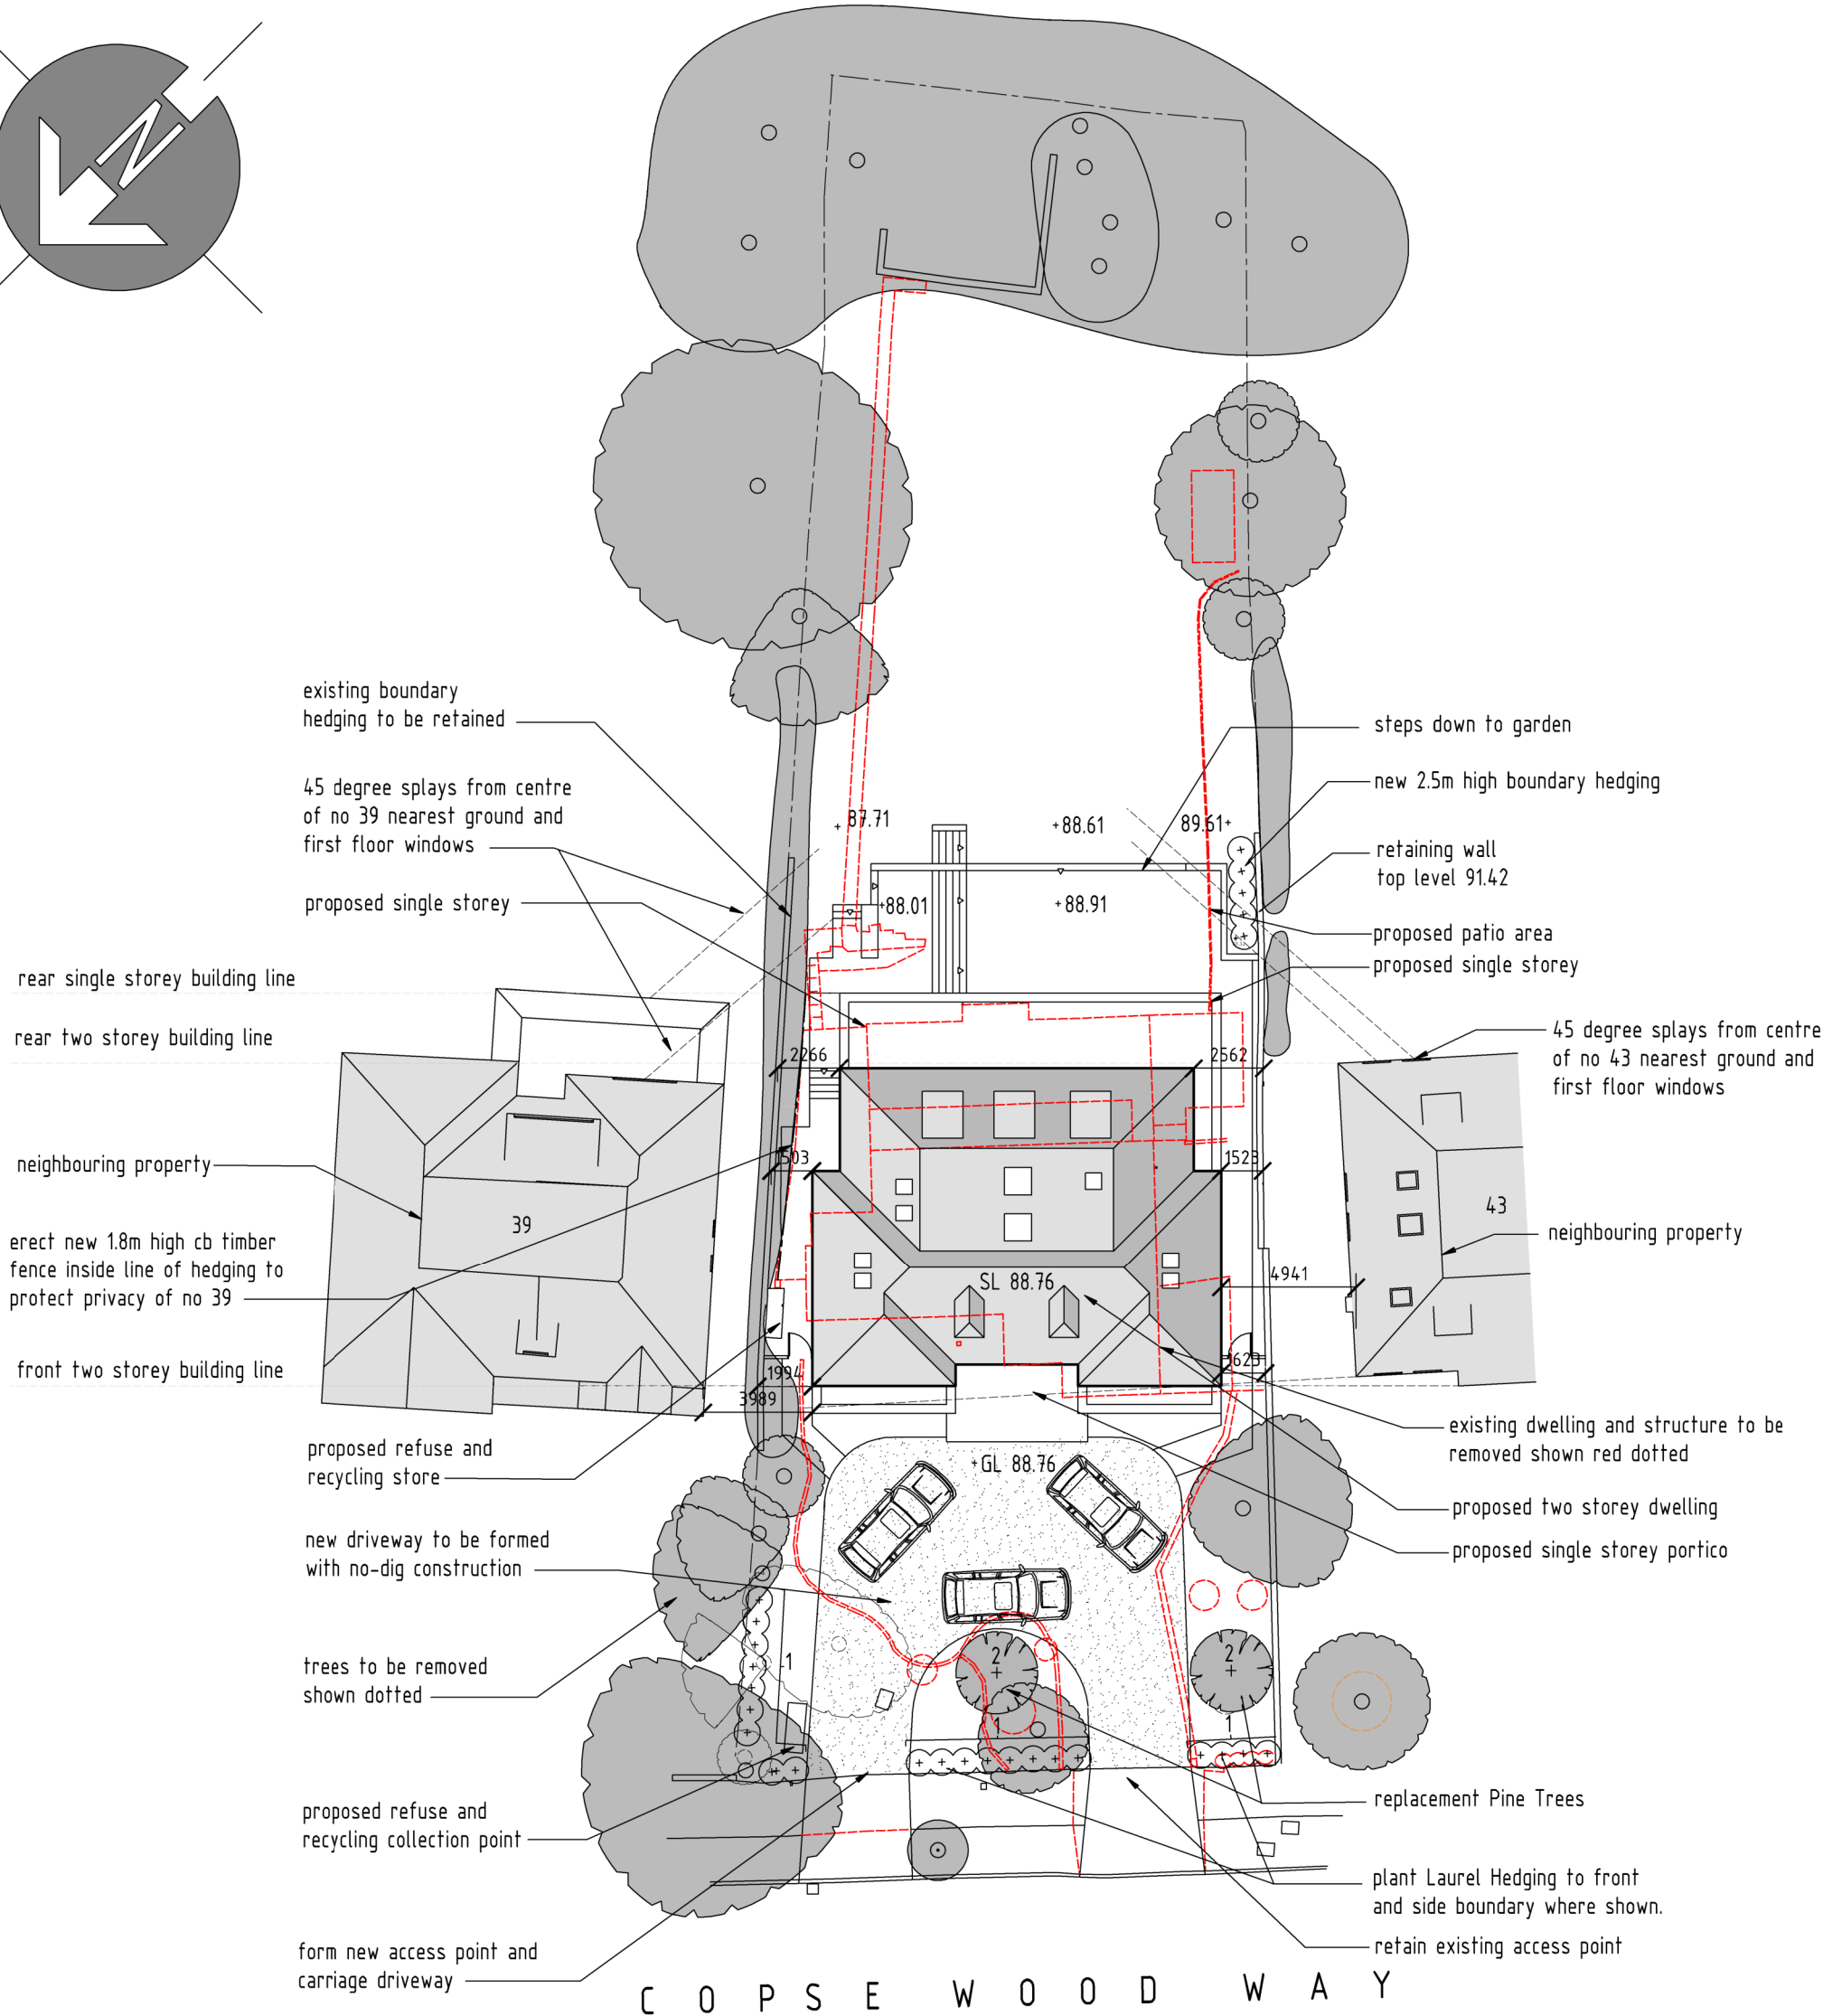 N
existing boundary
hedging to be retained
45 degree splays from centre
of no 39 nearest ground and
first floor windows
proposed single storey
rear single storey building line
rear two storey building line
neighbouring property
erect new 1.8m high cb timber
fence inside line of hedging to
protect privacy of no 39
front two storey building line
proposed refuse and
recycling store
new driveway to be formed
with no-dig construction
trees to be removed
shown dotted
proposed refuse and
recycling collection point
form new access point and
carriage driveway
87.71
88.61
89.61
88.01
88.91
2266
2562
1523
39
43
SL 88.76
4941
1994
3989
GL 88.76
2
2
1
1
1
steps down to garden
new 2.5m high boundary hedging
retaining wall
top level 91.42
proposed patio area
proposed single storey
45 degree splays from centre
of no 43 nearest ground and
first floor windows
neighbouring property
existing dwelling and structure to be
removed shown red dotted
proposed two storey dwelling
proposed single storey portico
replacement Pine Trees
plant Laurel Hedging to front
and side boundary where shown.
retain existing access point
COPSE WOOD WAY